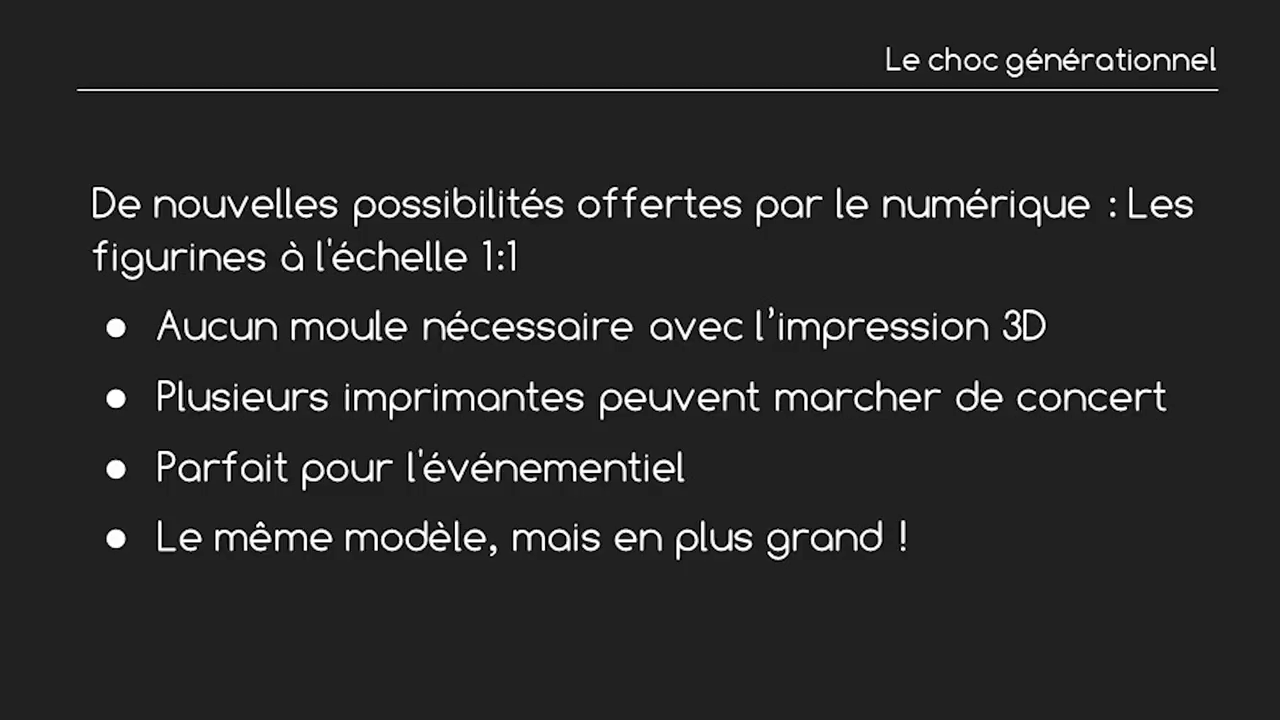 Le choc générationnel
De nouvelles possibilités offertes par le numérique : Les
figurines à l'échelle 1:1
● Aucun moule nécessaire avec l’impression 3D
● Plusieurs imprimantes peuvent marcher de concert
● Parfait pour l'événementiel
● Le même modèle, mais en plus grand !